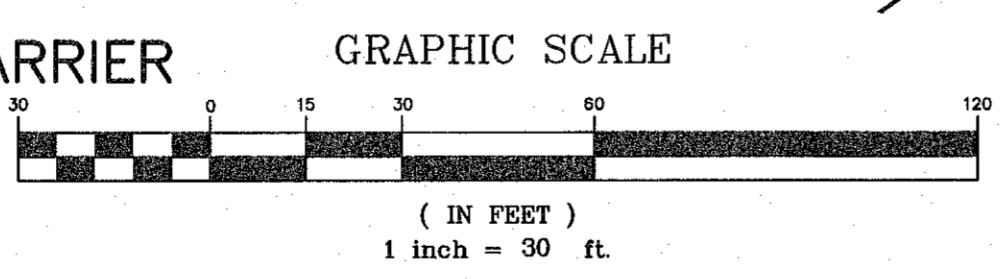 GRAPHIC SCALE
ARRIER
30 0 15 30 60 120
( IN FEET )
1 inch = 30 ft.